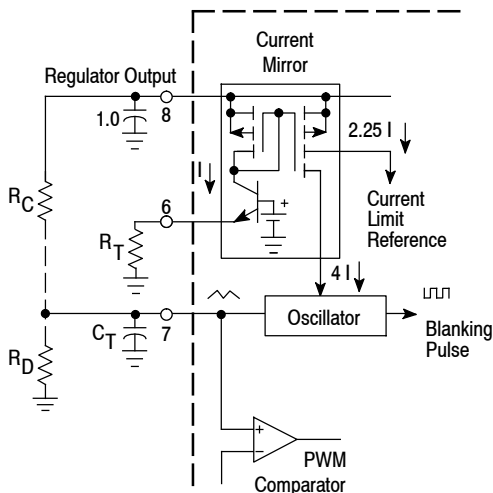 Current
Mirror
Regulator Output
1.0
8
2.25 I
I
R_C
6
Current
Limit
Reference
R_T
4 I
7
Oscillator
C_T
Blanking
Pulse
R_D
+
+
−
PWM
Comparator